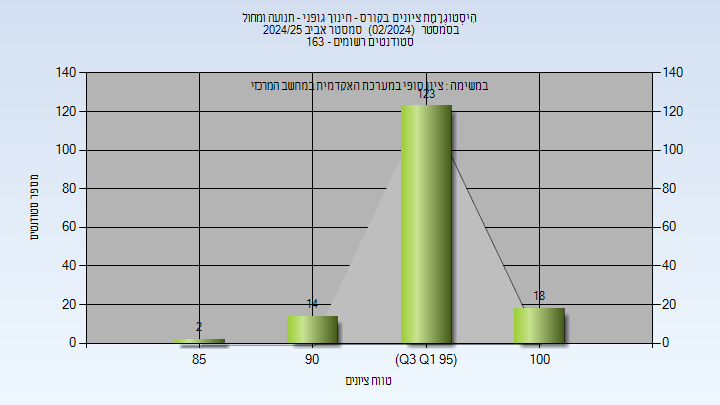 היסטוגרמת ציונים בקורס - חינוך גופני - תנועה ומחול
בסמסטר (02/2024) סמסטר אביב 2024/25
סטודנטים רשומים - 163
במשימה : ציון סופי במערכת האקדמית במחשב המרכזי
140 140
120 120
100 100
80 80
60 60
40 40
20 20
0 0
2
14
123
18
85 90 (Q3 Q1 95) 100
מספר סטודנטים
טווח ציונים